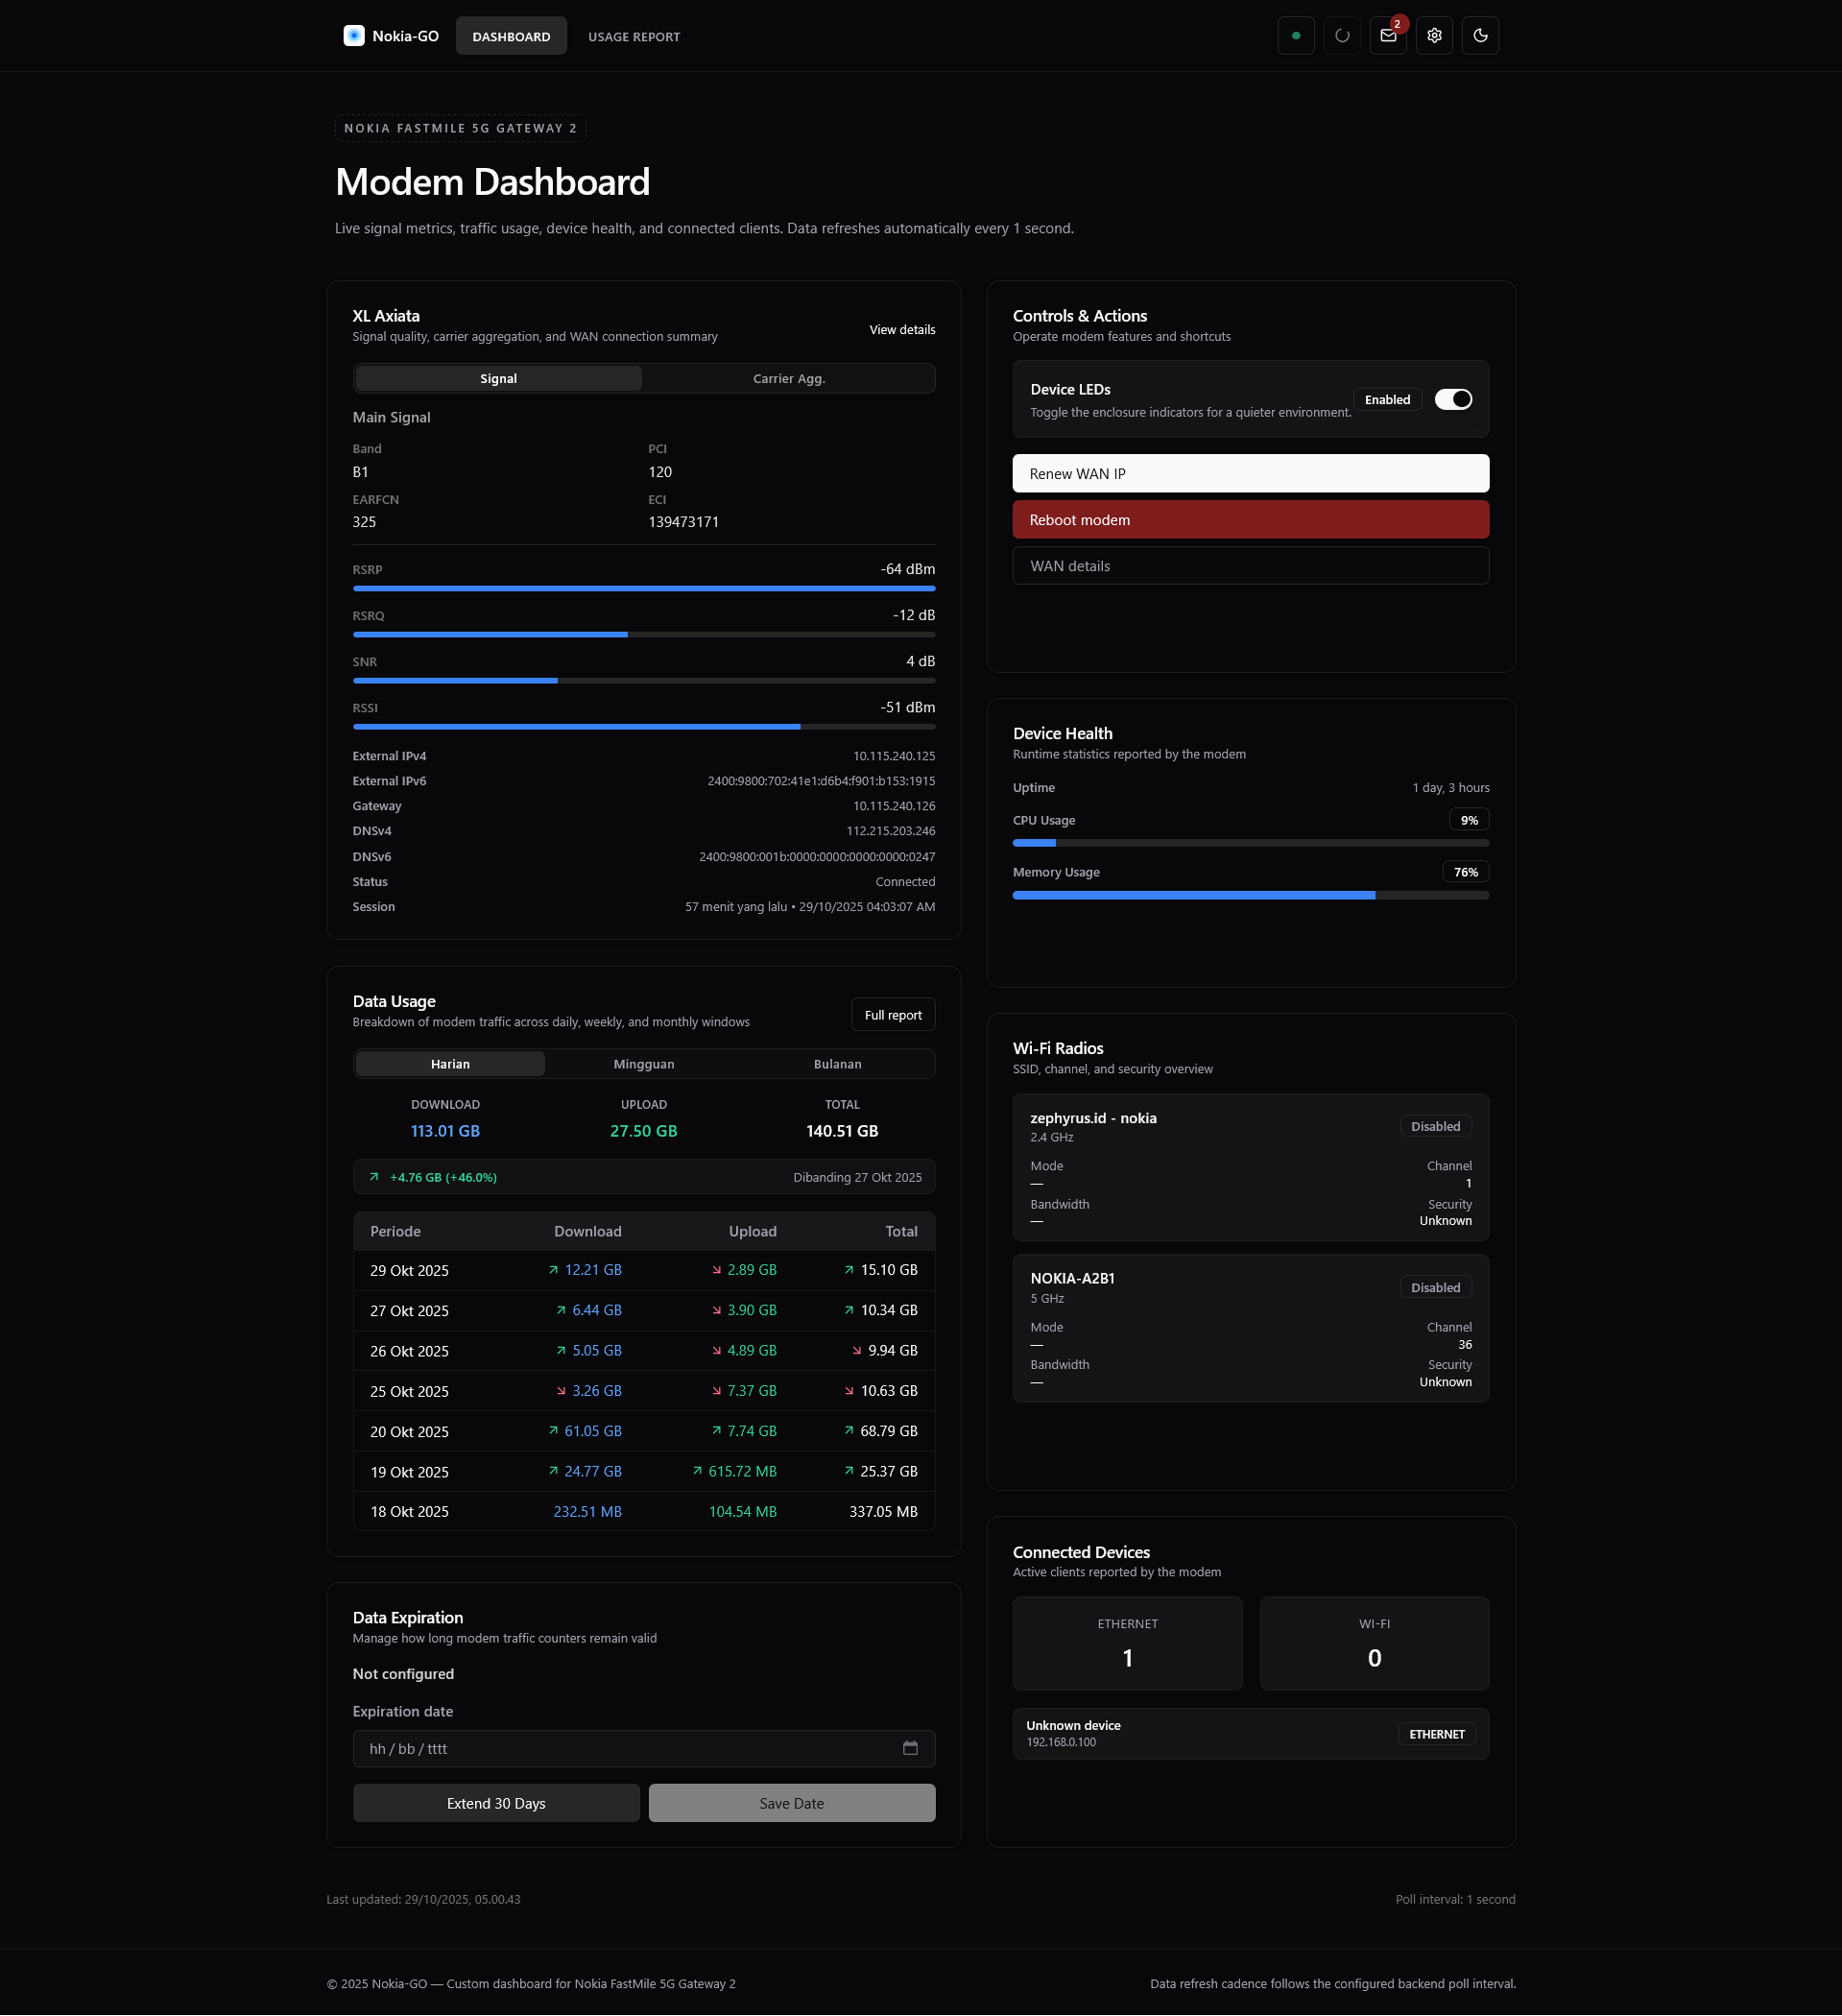 Nokia-GO
DASHBOARD
USAGE REPORT
2
NOKIA FASTMILE 5G GATEWAY 2
Modem Dashboard
Live signal metrics, traffic usage, device health, and connected clients. Data refreshes automatically every 1 second.
XL Axiata
Signal quality, carrier aggregation, and WAN connection summary
View details
Signal
Carrier Agg.
Main Signal
Band
PCI
B1
120
EARFCN
ECI
325
139473171
RSRP
-64 dBm
RSRQ
-12 dB
SNR
4 dB
RSSI
-51 dBm
External IPv4
10.115.240.125
External IPv6
2400:9800:702:41e1:d6b4:f901:b153:1915
Gateway
10.115.240.126
DNSv4
112.215.203.246
DNSv6
2400:9800:001b:0000:0000:0000:0000:0247
Status
Connected
Session
57 menit yang lalu • 29/10/2025 04:03:07 AM
Data Usage
Breakdown of modem traffic across daily, weekly, and monthly windows
Full report
Harian
Mingguan
Bulanan
DOWNLOAD
UPLOAD
TOTAL
113.01 GB
27.50 GB
140.51 GB
+4.76 GB (+46.0%)
Dibanding 27 Okt 2025
Periode Download Upload Total
29 Okt 2025 12.21 GB 2.89 GB 15.10 GB
27 Okt 2025 6.44 GB 3.90 GB 10.34 GB
26 Okt 2025 5.05 GB 4.89 GB 9.94 GB
25 Okt 2025 3.26 GB 7.37 GB 10.63 GB
20 Okt 2025 61.05 GB 7.74 GB 68.79 GB
19 Okt 2025 24.77 GB 615.72 MB 25.37 GB
18 Okt 2025 232.51 MB 104.54 MB 337.05 MB
Data Expiration
Manage how long modem traffic counters remain valid
Not configured
Expiration date
hh / bb / tttt
Extend 30 Days
Save Date
Controls & Actions
Operate modem features and shortcuts
Device LEDs
Toggle the enclosure indicators for a quieter environment.
Enabled
Renew WAN IP
Reboot modem
WAN details
Device Health
Runtime statistics reported by the modem
Uptime
1 day, 3 hours
CPU Usage
9%
Memory Usage
76%
Wi-Fi Radios
SSID, channel, and security overview
zephyrus.id - nokia
2.4 GHz
Disabled
Mode
Channel
—
1
Bandwidth
Security
—
Unknown
NOKIA-A2B1
5 GHz
Disabled
Mode
Channel
—
36
Bandwidth
Security
—
Unknown
Connected Devices
Active clients reported by the modem
ETHERNET
1
WI-FI
0
Unknown device
192.168.0.100
ETHERNET
Last updated: 29/10/2025, 05.00.43
Poll interval: 1 second
© 2025 Nokia-GO — Custom dashboard for Nokia FastMile 5G Gateway 2
Data refresh cadence follows the configured backend poll interval.